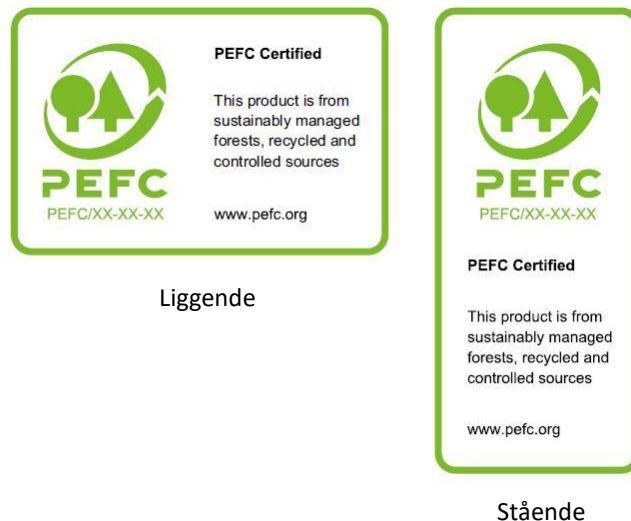 PEFC
PEFC/XX-XX-XX
PEFC Certified
This product is from
sustainably managed
forests, recycled and
controlled sources
www.pefc.org
Liggende
PEFC
PEFC/XX-XX-XX
PEFC Certified
This product is from
sustainably managed
forests, recycled and
controlled sources
www.pefc.org
Stående